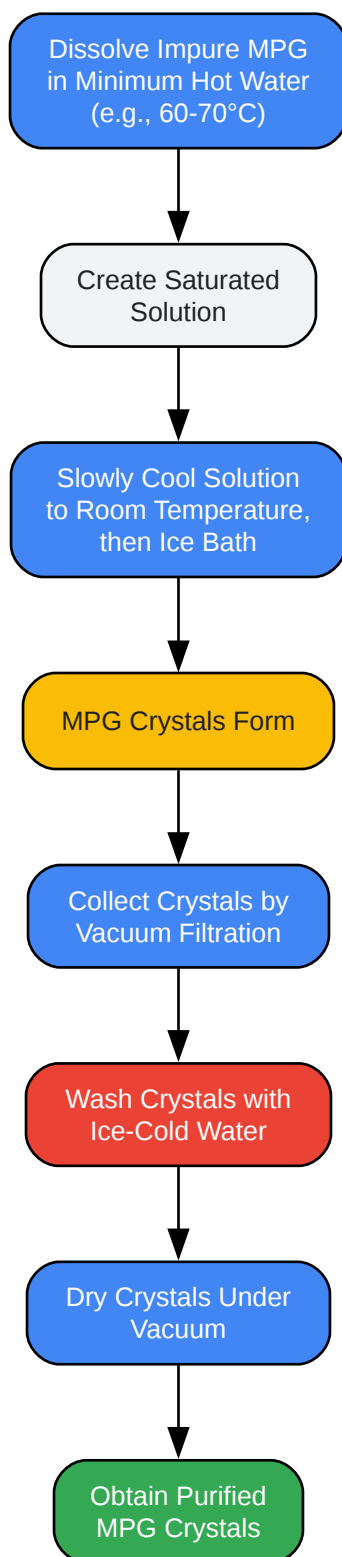 Dissolve Impure MPG
in Minimum Hot Water
(e.g., 60-70°C)
Create Saturated
Solution
Slowly Cool Solution
to Room Temperature,
then Ice Bath
MPG Crystals Form
Collect Crystals by
Vacuum Filtration
Wash Crystals with
Ice-Cold Water
Dry Crystals Under
Vacuum
Obtain Purified
MPG Crystals